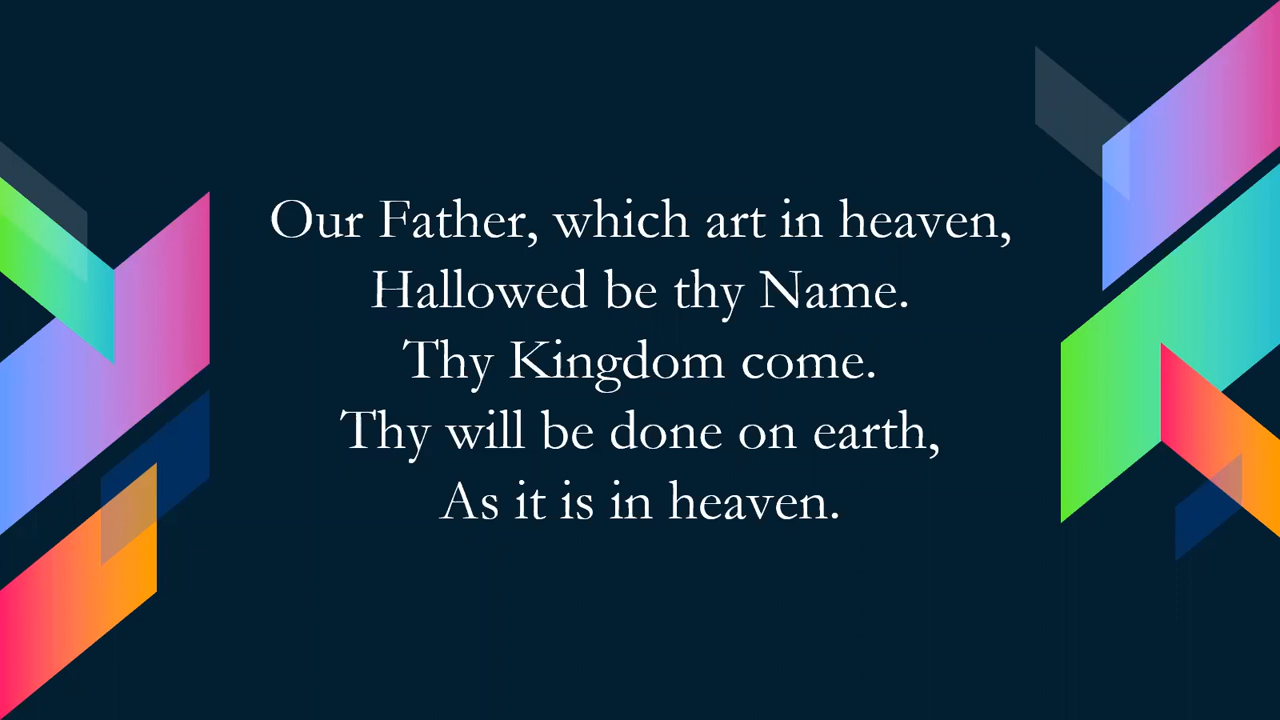 Our Father, which art in heaven,
Hallowed be thy Name.
Thy Kingdom come.
Thy will be done on earth,
As it is in heaven.